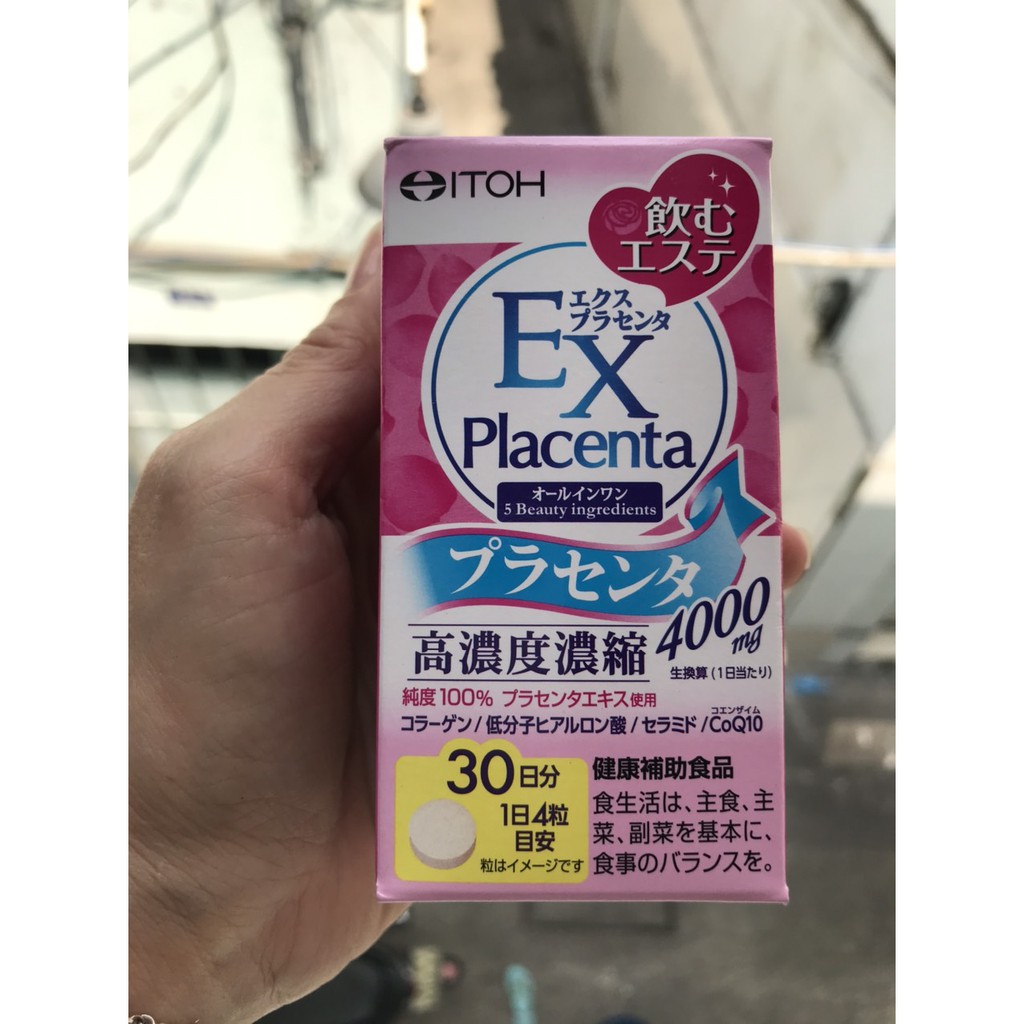 ITOH
飲む
エステ
エクス
プラセンタ
EX
Placenta
オールインワン
5 Beauty ingredients
プラセンタ
4000mg
高濃度濃縮
生換算(1日当たり)
純度100% プラセンタエキス使用
コエンザイム
コラーゲン/低分子ヒアルロン酸/セラミド/CoQ10
30日分
1日4粒
目安
粒はイメージです
健康補助食品
食生活は、主食、主
菜、副菜を基本に、
食事のバランスを。